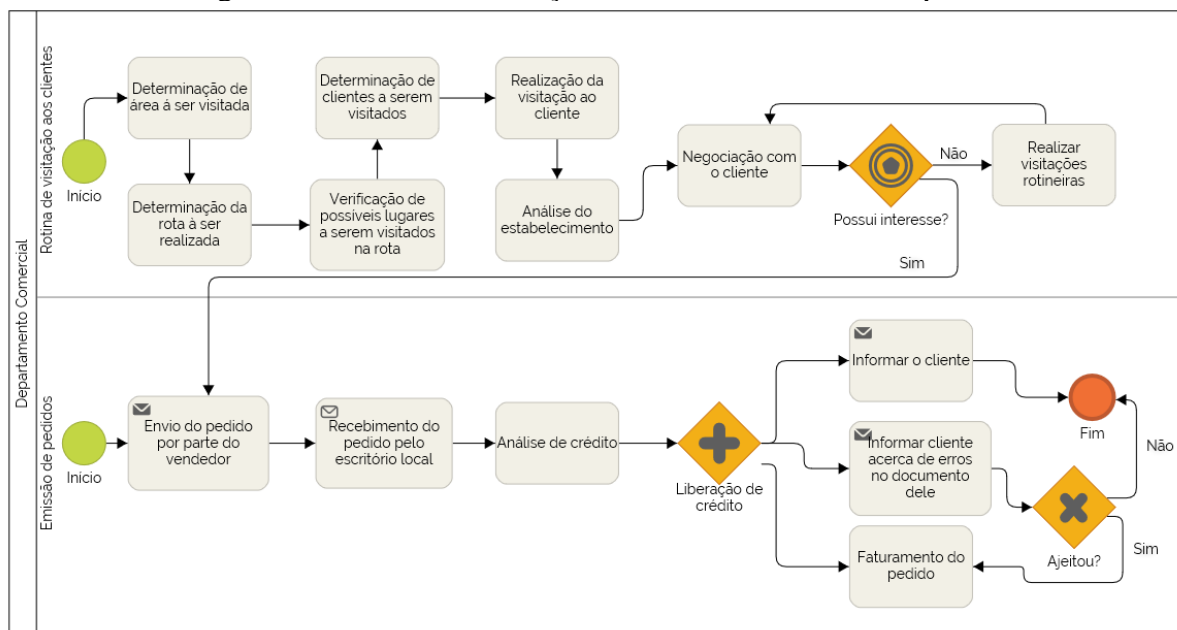 Departamento Comercial
Rotina de visitação aos clientes
Início
Determinação de
área á ser visitada
Determinação da
rota à ser
realizada
Verificação de
possíveis lugares
a serem visitados
na rota
Determinação de
clientes a serem
visitados
Realização da
visitação ao
cliente
Análise do
estabelecimento
Negociação com
o cliente
Possui interesse?
Não
Realizar
visitações
rotineiras
Sim
Emissão de pedidos
Início
Envio do pedido
por parte do
vendedor
Recebimento do
pedido pelo
escritório local
Análise de crédito
Liberação de
crédito
Informar o cliente
Informar cliente
acerca de erros
no documento
dele
Faturamento do
pedido
Ajeitou?
Fim
Não
Sim